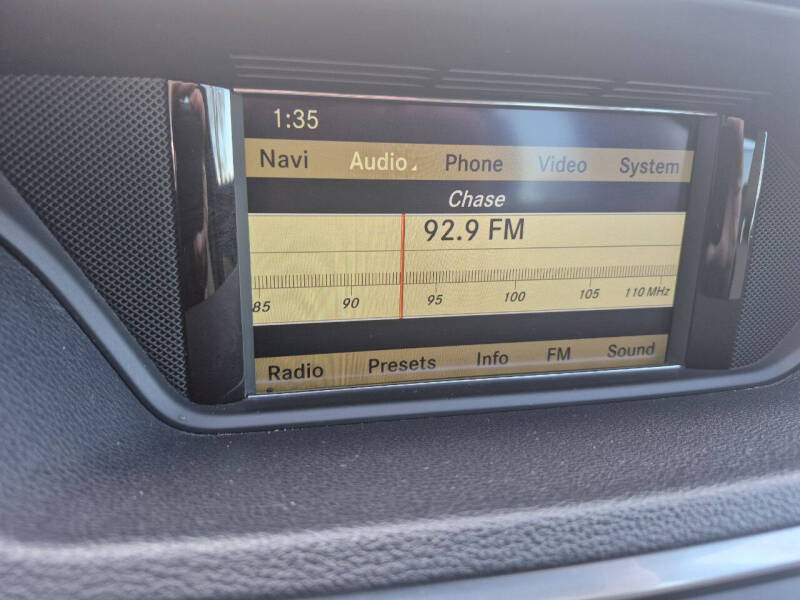 1:35
Navi Audio Phone Video System
Chase
92.9 FM
85 90 95 100 105 110 MHz
Radio Presets Info FM Sound